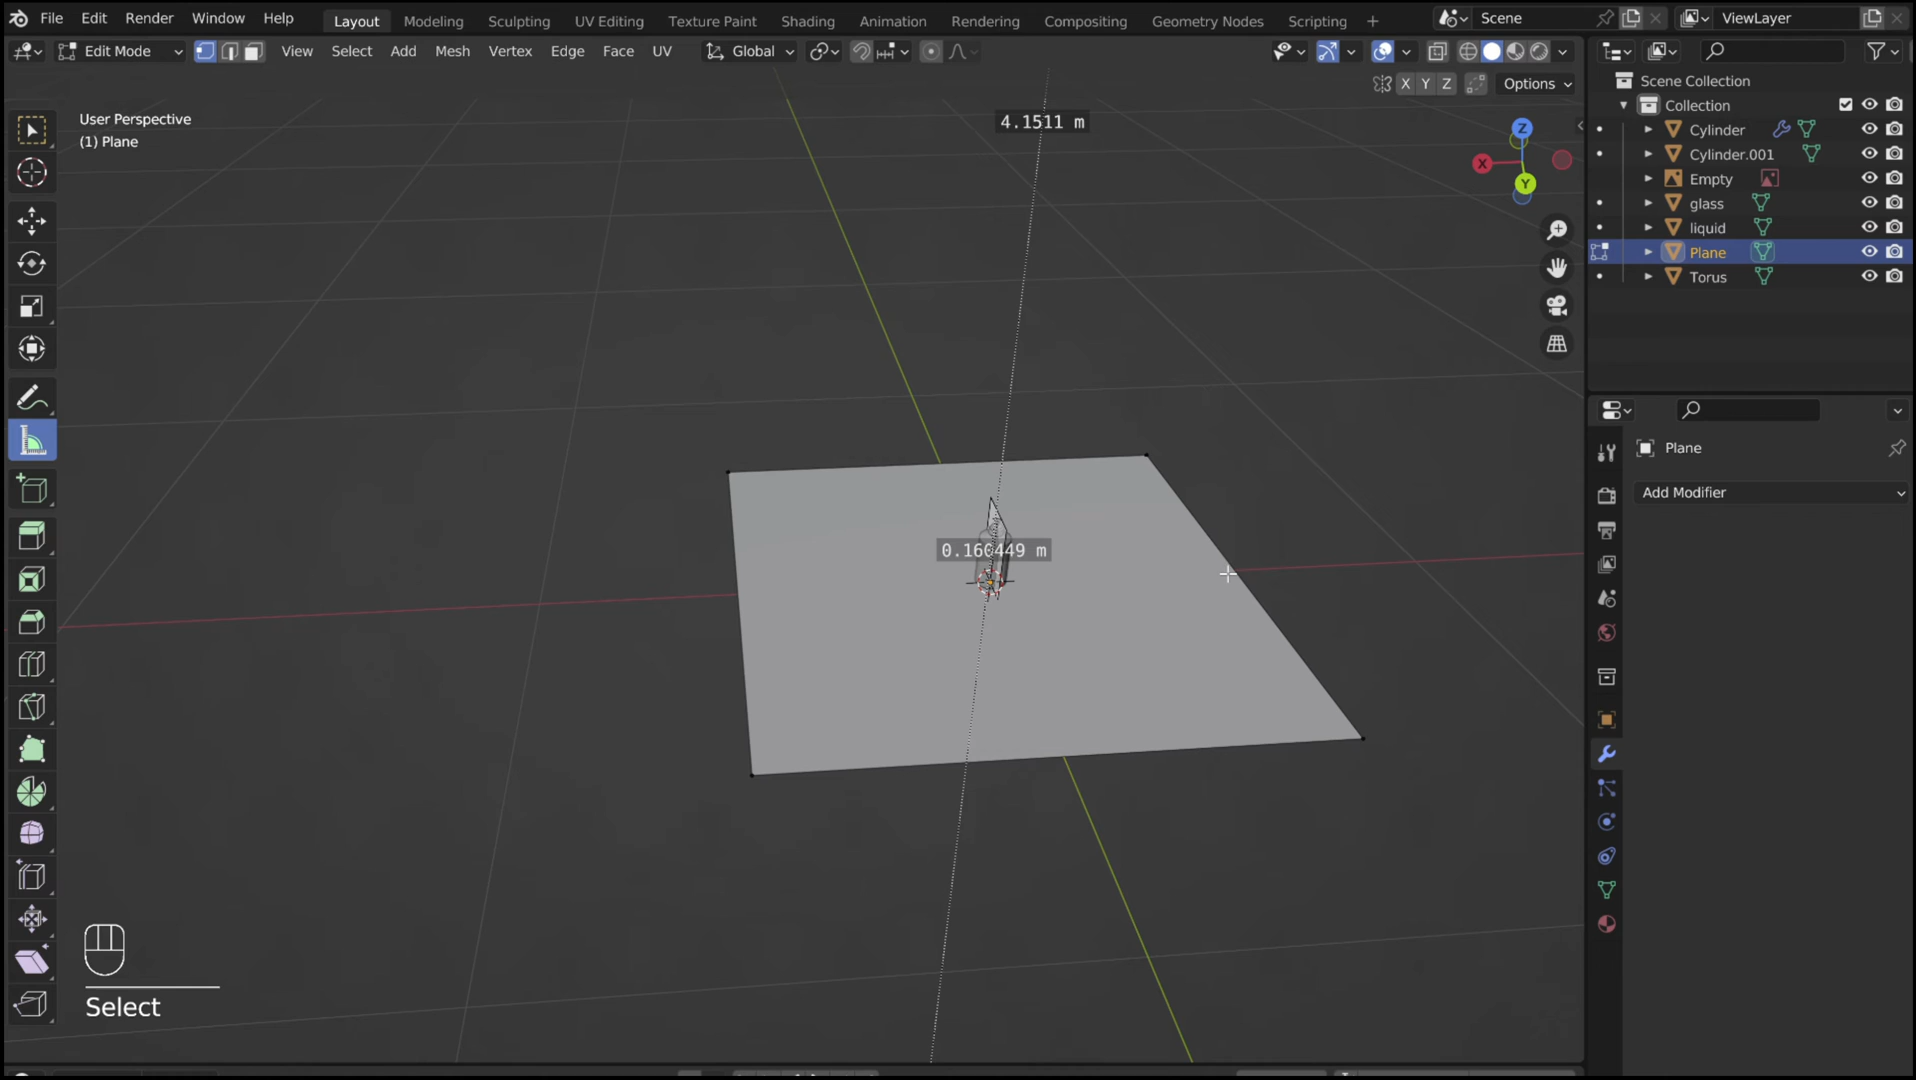 File Edit Render Window Help Layout Modeling Sculpting UV Editing Texture Paint Shading Animation Rendering Compositing Geometry Nodes Scripting + Scene ViewLayer
Edit Mode View Select Add Mesh Vertex Edge Face UV Global
X Y Z Options
User Perspective
(1) Plane
4.1511 m
Z
X
Y
0.160449 m
Select
Scene Collection
Collection
Cylinder
Cylinder.001
Empty
glass
liquid
Plane
Torus
Plane
Add Modifier